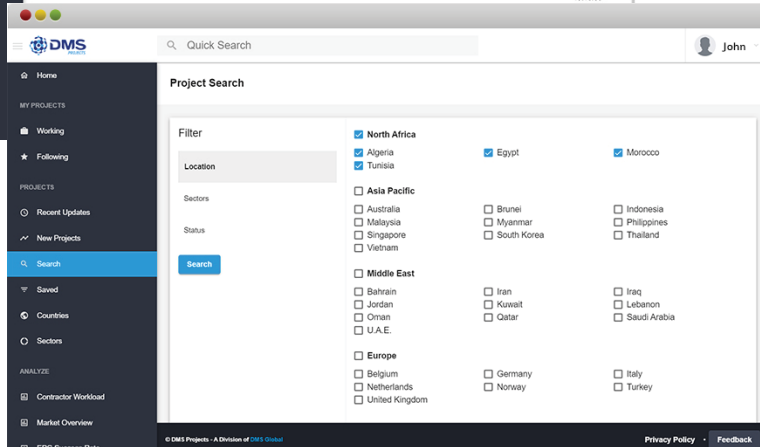 DMS
Quick Search
John
Home
Project Search
MY PROJECTS
Working
Following
PROJECTS
Recent Updates
New Projects
Search
Saved
Countries
Sectors
ANALYZE
Contractor Workload
Market Overview
Filter
Location
Sectors
Status
Search
North Africa
Algeria Egypt Morocco
Tunisia
Asia Pacific
Australia Brunei Indonesia
Malaysia Myanmar Philippines
Singapore South Korea Thailand
Vietnam
Middle East
Bahrain Iran Iraq
Jordan Kuwait Lebanon
Oman Qatar Saudi Arabia
U.A.E.
Europe
Belgium Germany Italy
Netherlands Norway Turkey
United Kingdom
© DMS Projects - A Division of DMS Global
Privacy Policy - Feedback